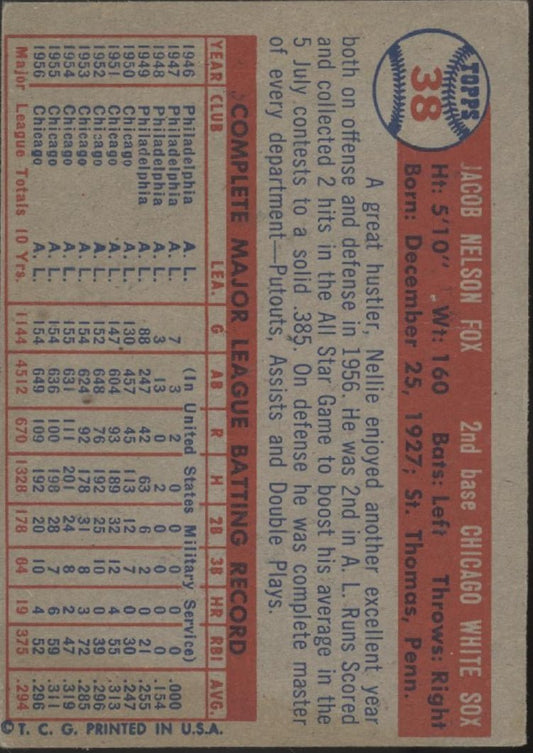 TOPPS
38
JACOB NELSON FOX 2nd base CHICAGO WHITE SOX
Ht: 5'10" Wt: 160 Bats: Left Throws: Right
Born: December 25, 1927; St. Thomas, Penn.
A great hustler, Nellie enjoyed another excellent year
both on offense and defense in 1956. He was 2nd in A. L. Runs Scored
and collected 2 hits in the All Star Game to boost his average in the
5 July contests to a solid .385. On defense he was complete master
of every department—Putouts, Assists and Double Plays.
COMPLETE MAJOR LEAGUE BATTING RECORD
YEAR CLUB LEA. G AB R H 2B 3B HR RBI AVG.
1946 Philadelphia A. L. (In United States Military Service)
1947 Philadelphia A. L. 7 3 2 0 0 0 0 0 .000
1948 Philadelphia A. L. 3 13 0 2 0 0 0 0 .154
1949 Philadelphia A. L. 88 247 42 63 6 2 0 21 .255
1950 Chicago A. L. 130 457 45 113 12 7 0 30 .247
1951 Chicago A. L. 147 604 93 189 32 12 4 55 .313
1952 Chicago A. L. 152 648 76 192 25 10 0 39 .296
1953 Chicago A. L. 154 624 92 178 31 8 3 72 .285
1954 Chicago A. L. 155 631 111 201 24 8 2 47 .319
1955 Chicago A. L. 154 636 100 198 28 7 6 59 .311
1956 Chicago A. L. 154 649 109 192 20 10 4 52 .296
Major League Totals 10 Yrs. 1144 4512 670 1328 178 64 19 375 .294
© T. C. G. PRINTED IN U.S.A.